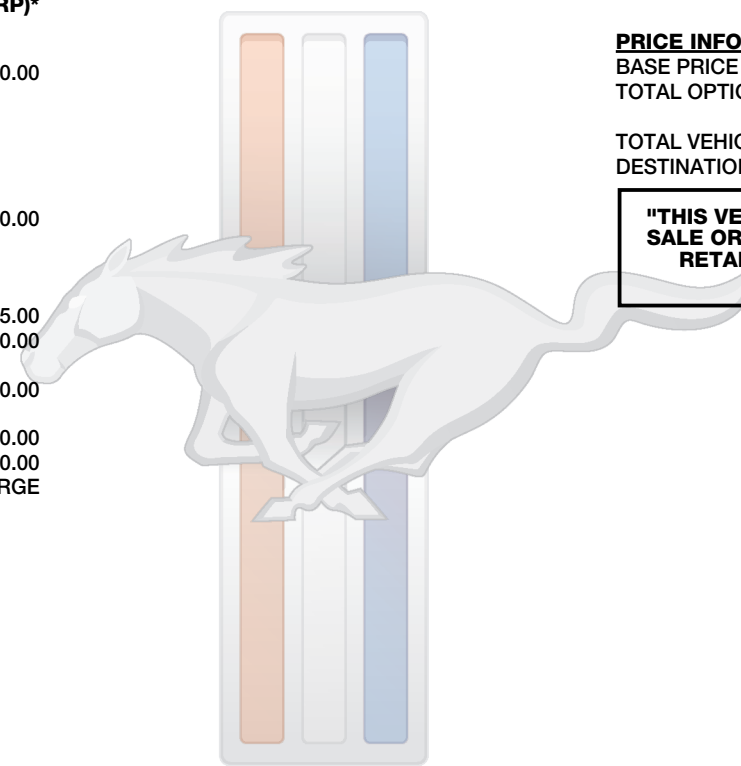 RP)*
0.00
0.00
5.00
0.00
0.00
0.00
0.00
RGE
PRICE INFO
BASE PRICE
TOTAL OPTIO
TOTAL VEHIC
DESTINATION
"THIS VE
SALE OR
RETAI